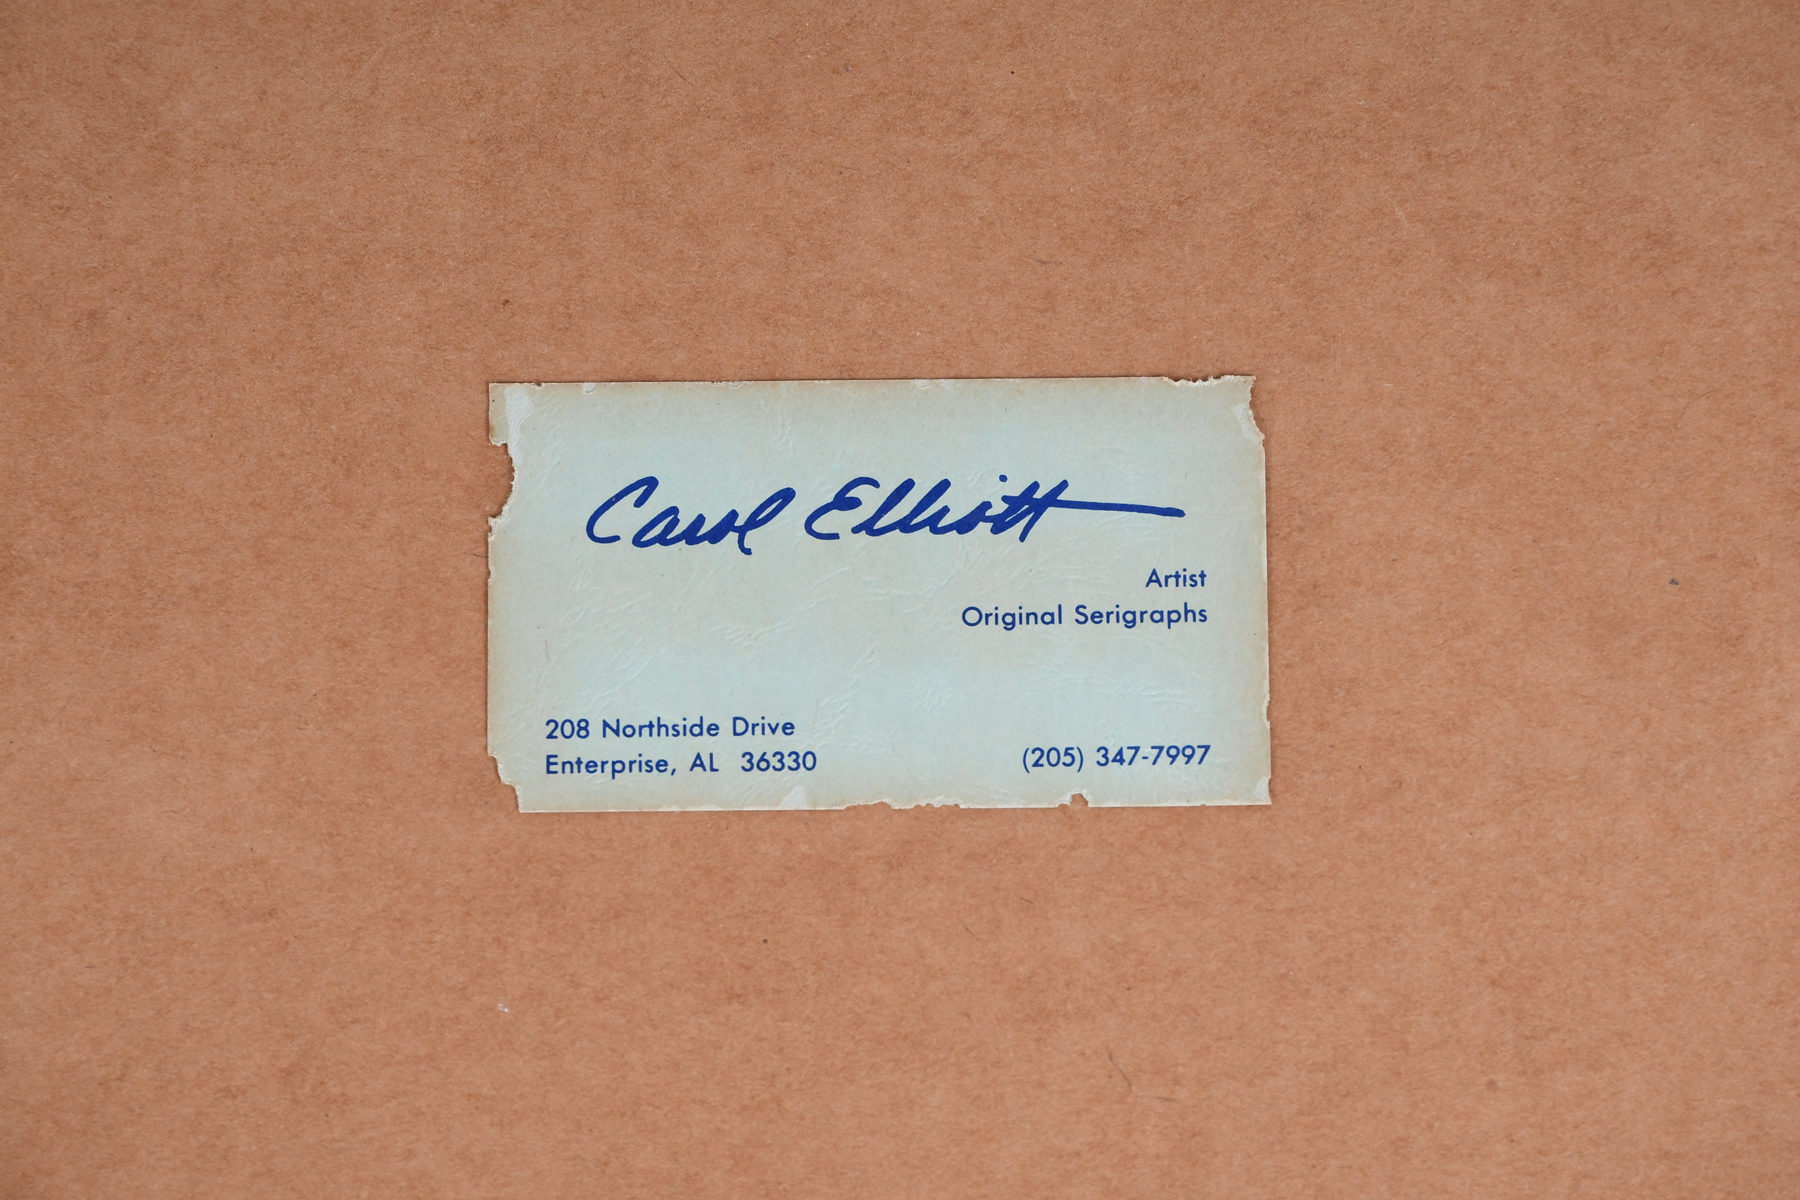 Carol Elliott
Artist
Original Serigraphs
208 Northside Drive
Enterprise, AL 36330
(205) 347-7997